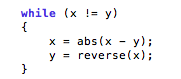 while (x != y)
{
    x = abs(x - y);
    y = reverse(x);
}